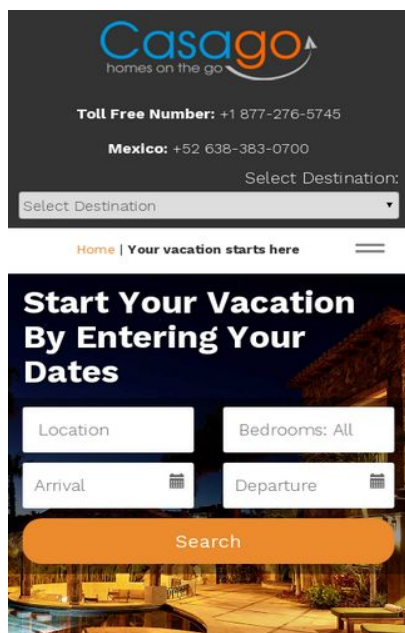 Casago
homes on the go
Toll Free Number: +1 877-276-5745
Mexico: +52 638-383-0700
Select Destination:
Select Destination
Home | Your vacation starts here
Start Your Vacation
By Entering Your
Dates
Location
Bedrooms: All
Arrival
Departure
Search